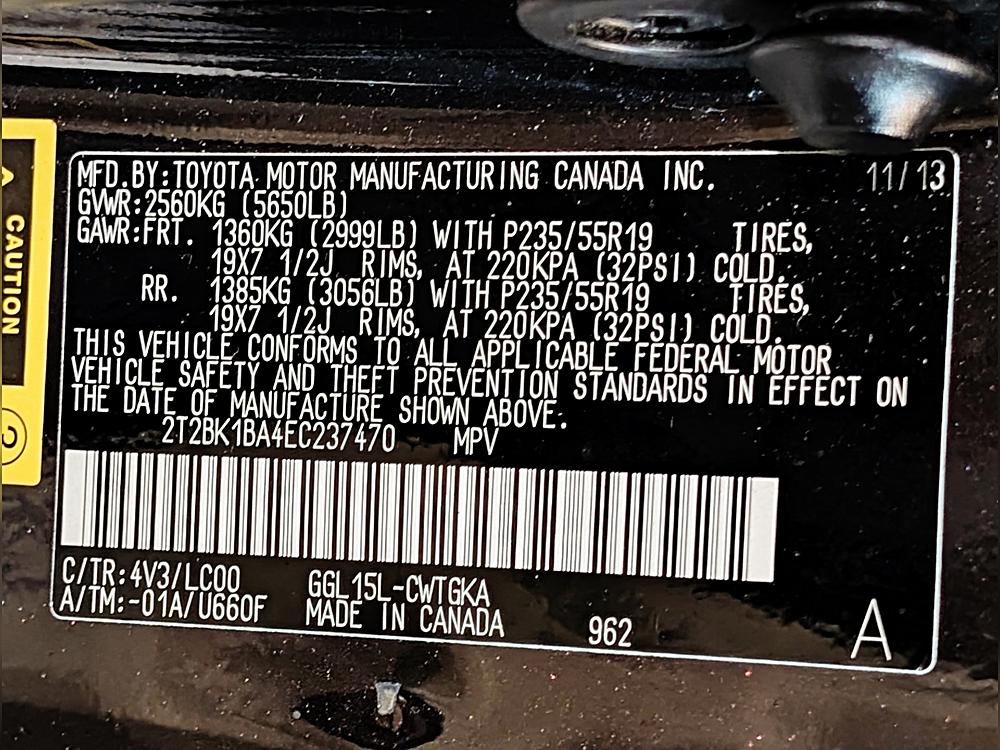 MFD.BY:TOYOTA MOTOR MANUFACTURING CANADA INC. 11/13
GVWR:2560KG (5650LB)
GAWR:FRT. 1360KG (2999LB) WITH P235/55R19 TIRES,
19X7 1/2J RIMS, AT 220KPA (32PSI) COLD.
RR. 1385KG (3056LB) WITH P235/55R19 TIRES,
19X7 1/2J RIMS, AT 220KPA (32PSI) COLD.
THIS VEHICLE CONFORMS TO ALL APPLICABLE FEDERAL MOTOR
VEHICLE SAFETY AND THEFT PREVENTION STANDARDS IN EFFECT ON
THE DATE OF MANUFACTURE SHOWN ABOVE.
2T2BK1BA4EC237470 MPV
C/TR:4V3/LC00 GGL15L-CWTGKA
A/TM:-01A/U660F MADE IN CANADA 962 A
CAUTION
2